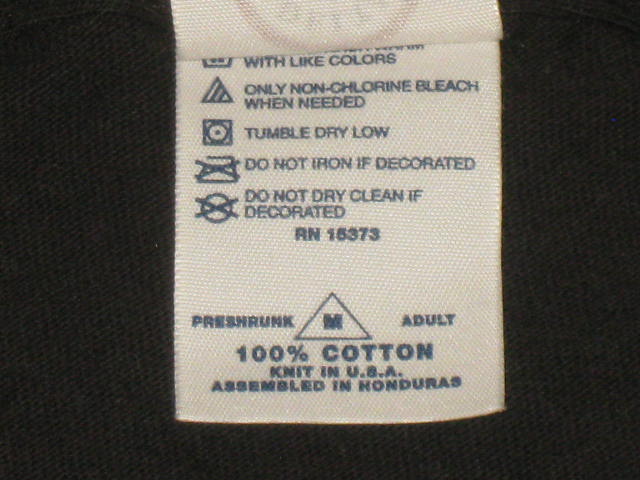 WITH LIKE COLORS
ONLY NON-CHLORINE BLEACH
WHEN NEEDED
TUMBLE DRY LOW
DO NOT IRON IF DECORATED
DO NOT DRY CLEAN IF
DECORATED
RN 15373
PRESHRUNK M ADULT
100% COTTON
KNIT IN U.S.A.
ASSEMBLED IN HONDURAS